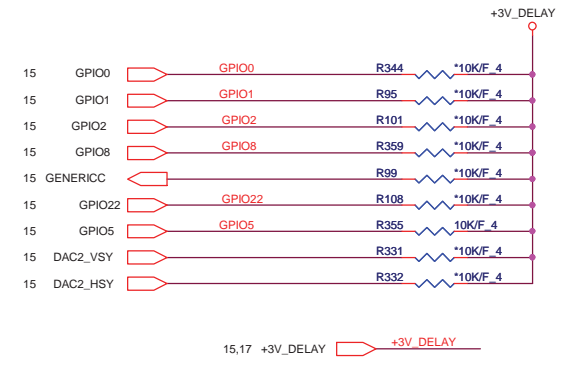 +3V_DELAY
15 GPIO0 GPIO0 R344 *10K/F_4
15 GPIO1 GPIO1 R95 *10K/F_4
15 GPIO2 GPIO2 R101 *10K/F_4
15 GPIO8 GPIO8 R359 *10K/F_4
15 GENERICC R99 *10K/F_4
15 GPIO22 GPIO22 R108 *10K/F_4
15 GPIO5 GPIO5 R355 10K/F_4
15 DAC2_VSY R331 *10K/F_4
15 DAC2_HSY R332 *10K/F_4
15,17 +3V_DELAY +3V_DELAY